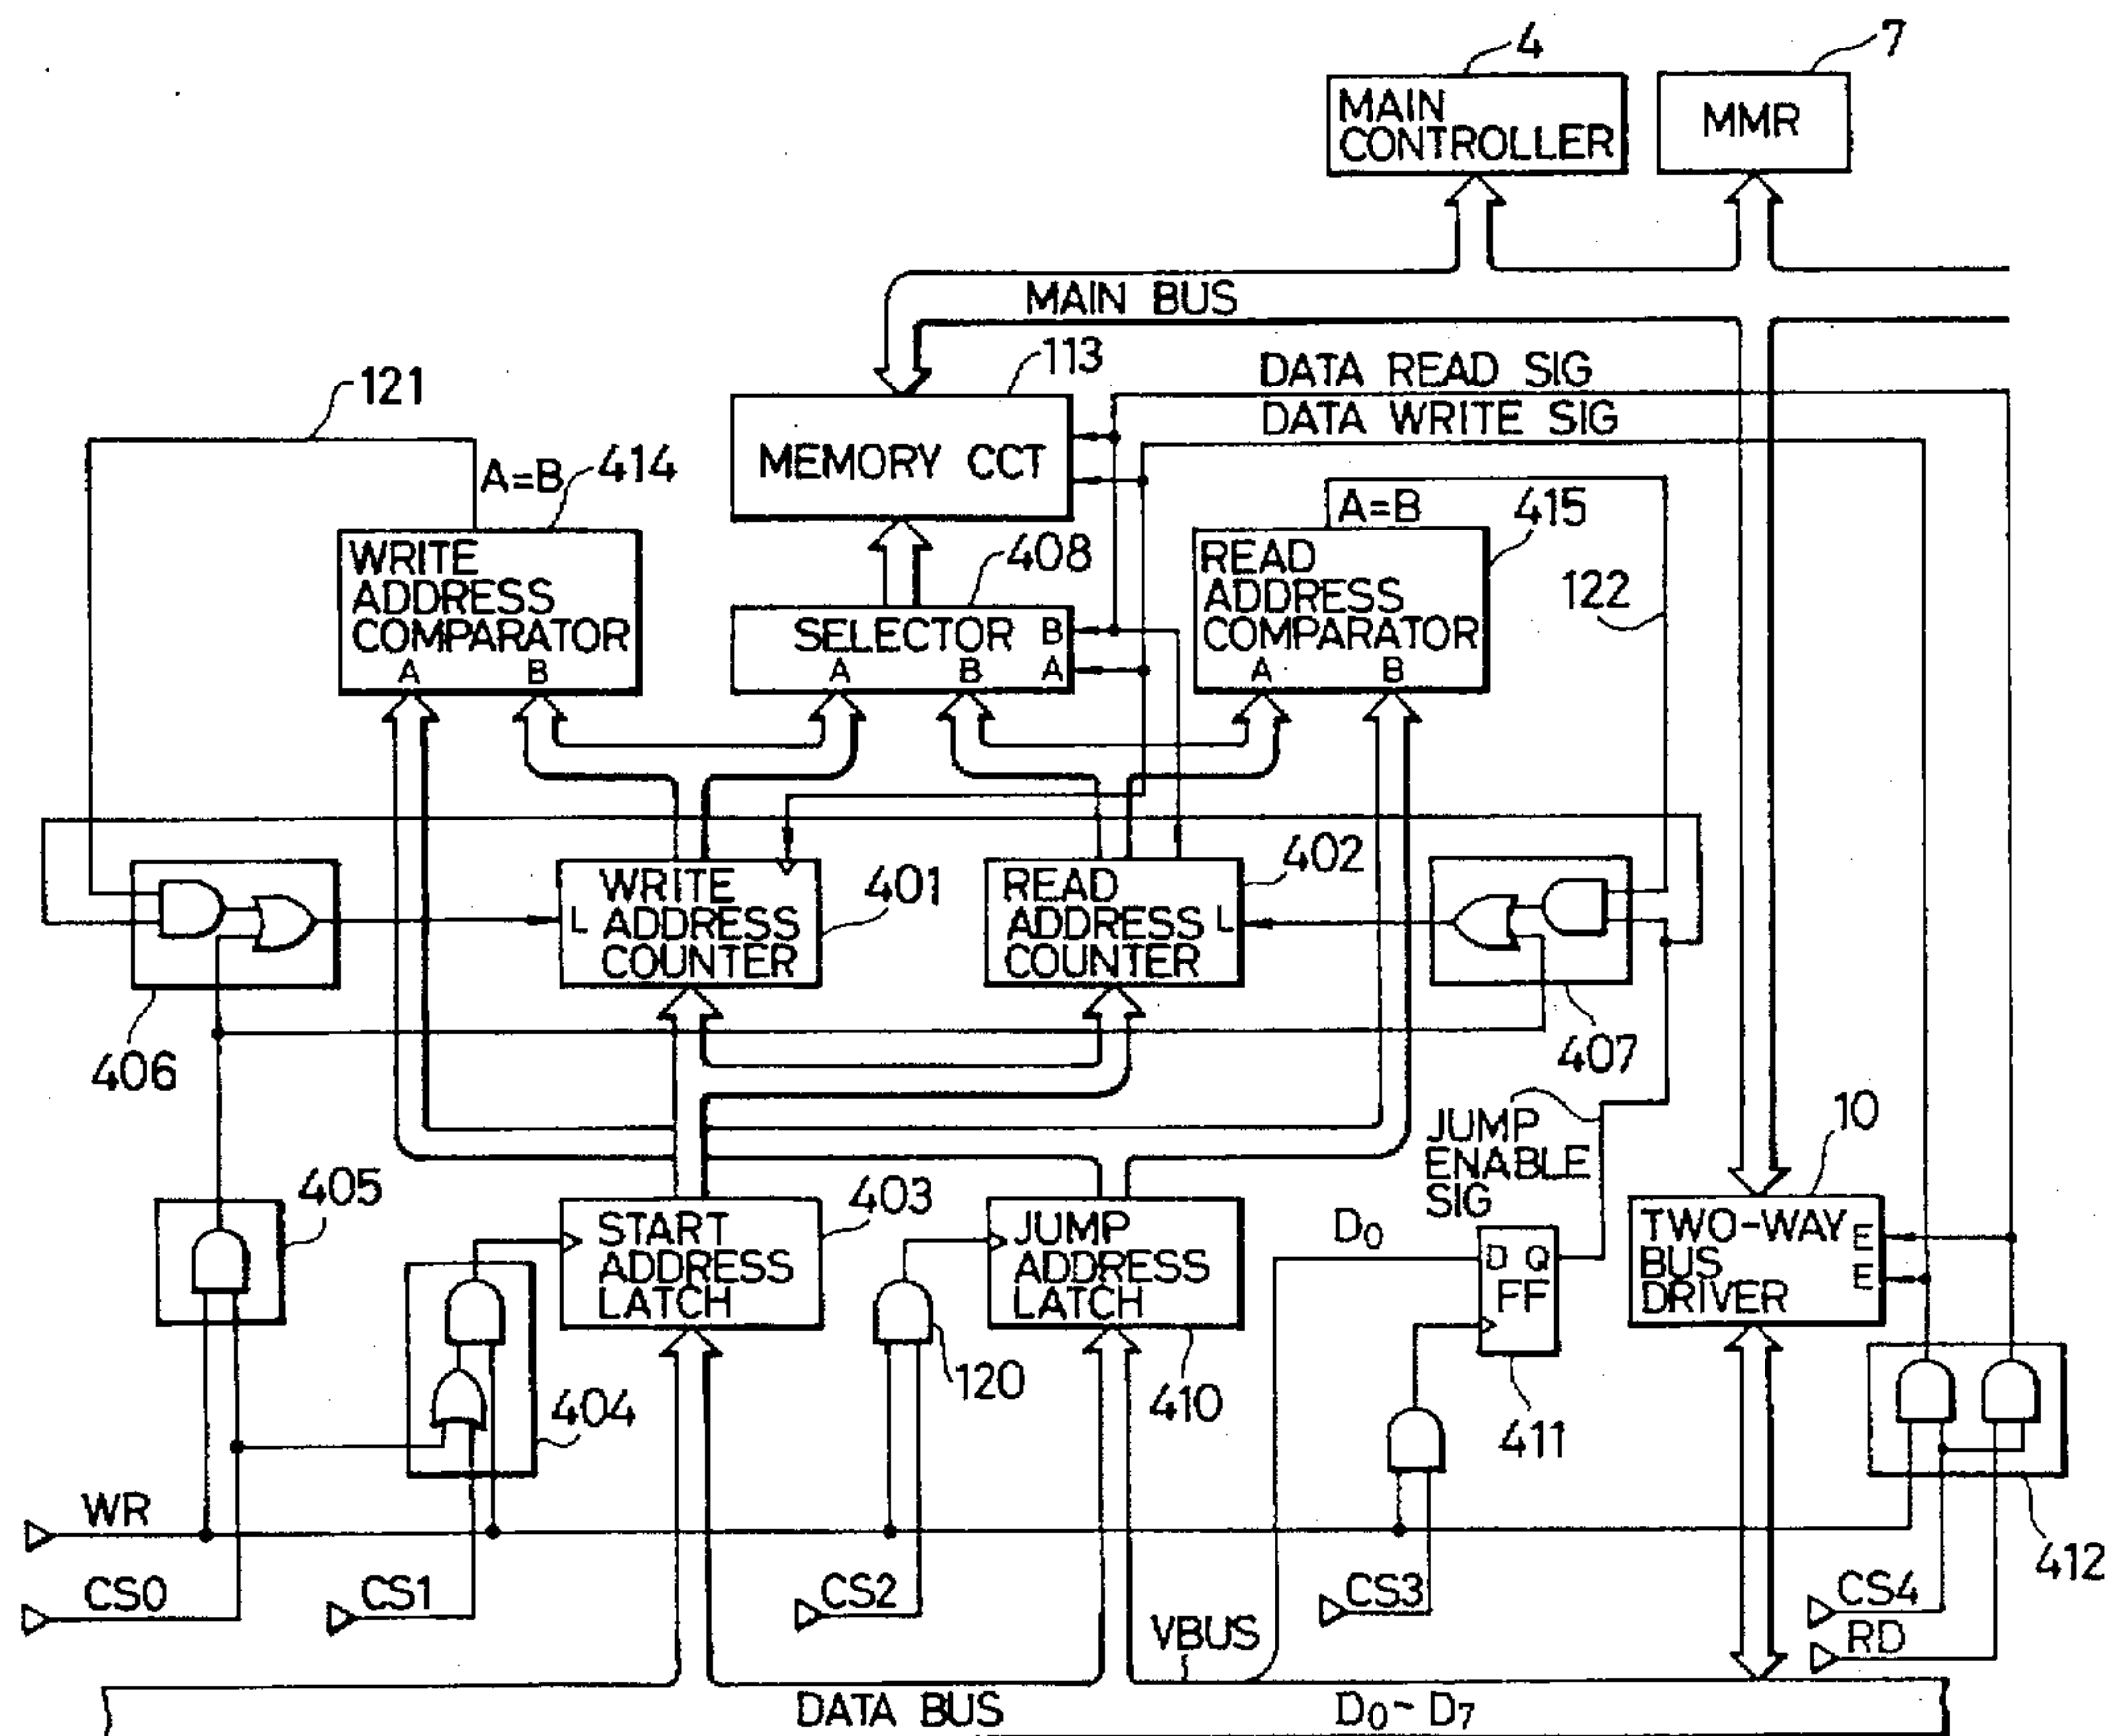 4
7
MAIN
CONTROLLER
MMR
MAIN BUS
113
DATA READ SIG
DATA WRITE SIG
121
A=B
414
MEMORY CCT
A=B
415
WRITE
ADDRESS
COMPARATOR
A B
408
SELECTOR B
A B A
READ
ADDRESS
COMPARATOR
A B
122
WRITE
L ADDRESS
COUNTER
401
READ
ADDRESS L
COUNTER
402
406
407
JUMP
ENABLE
SIG
10
405
START
ADDRESS
LATCH
403
JUMP
ADDRESS
LATCH
D0
D Q
FF
TWO-WAY E
BUS E
DRIVER
404
120
410
411
412
WR
CS0
CS1
CS2
CS3
CS4
RD
VBUS
DATA BUS
D0~D7